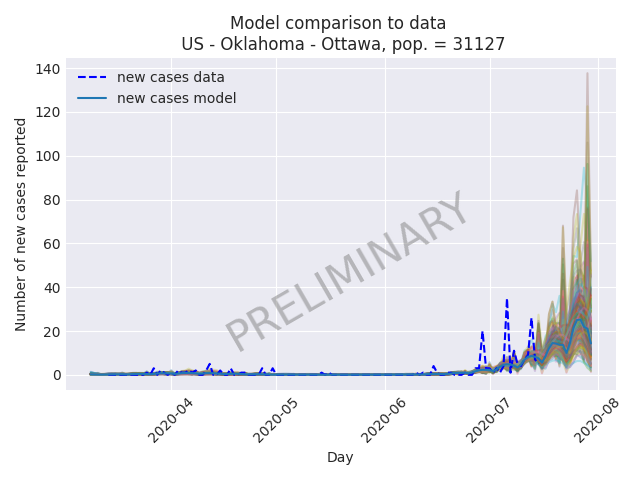 Model comparison to data
US - Oklahoma - Ottawa, pop. = 31127
new cases data
new cases model
Number of new cases reported
140
120
100
80
60
40
20
0
PRELIMINARY
2020-04
2020-05
2020-06
2020-07
2020-08
Day